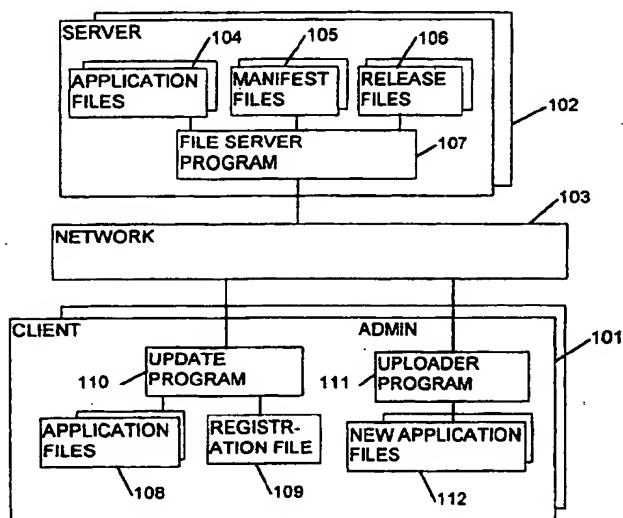 SERVER
104
105
106
APPLICATION
FILES
MANIFEST
FILES
RELEASE
FILES
102
FILE SERVER
PROGRAM
107
103
NETWORK
CLIENT
ADMIN
101
UPDATE
PROGRAM
110
UPLOADER
PROGRAM
111
APPLICATION
FILES
REGISTR-
ATION FILE
NEW APPLICATION
FILES
108
109
112